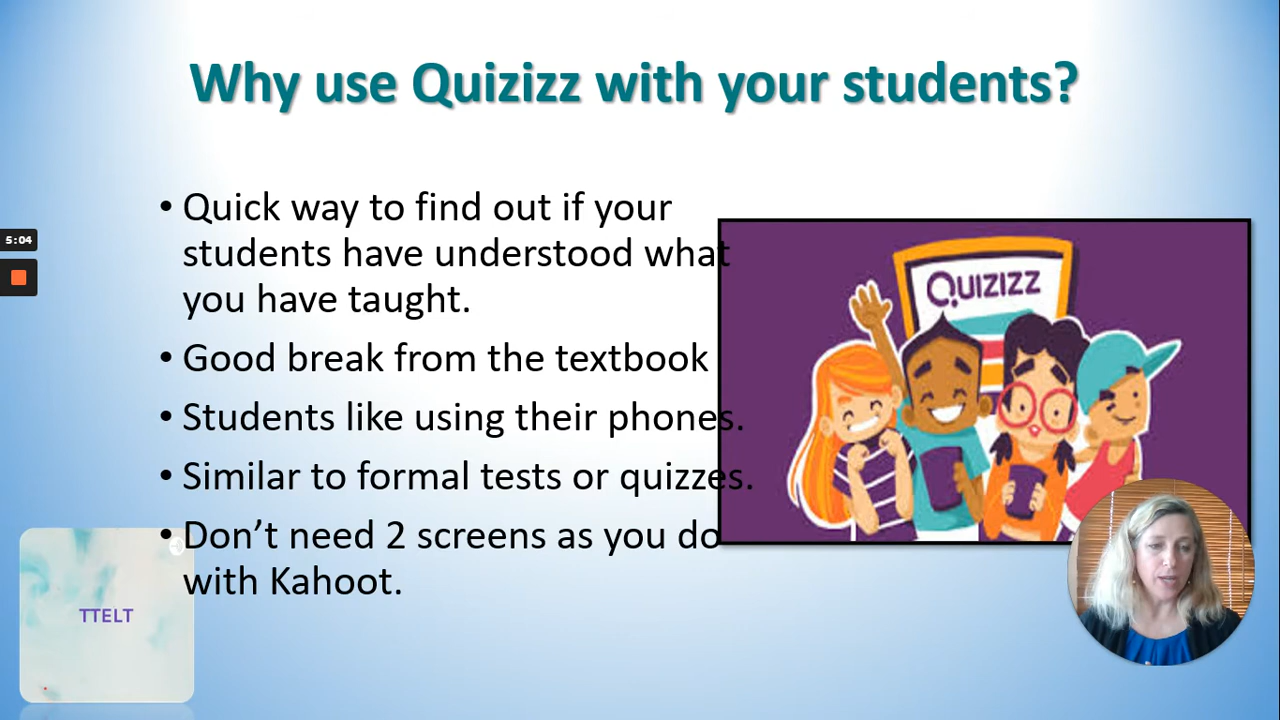 Why use Quizizz with your students?
• Quick way to find out if your
students have understood what
you have taught.
• Good break from the textbook
• Students like using their phones.
• Similar to formal tests or quizzes.
• Don’t need 2 screens as you do
with Kahoot.
5:04
QUIZIZZ
TTELT